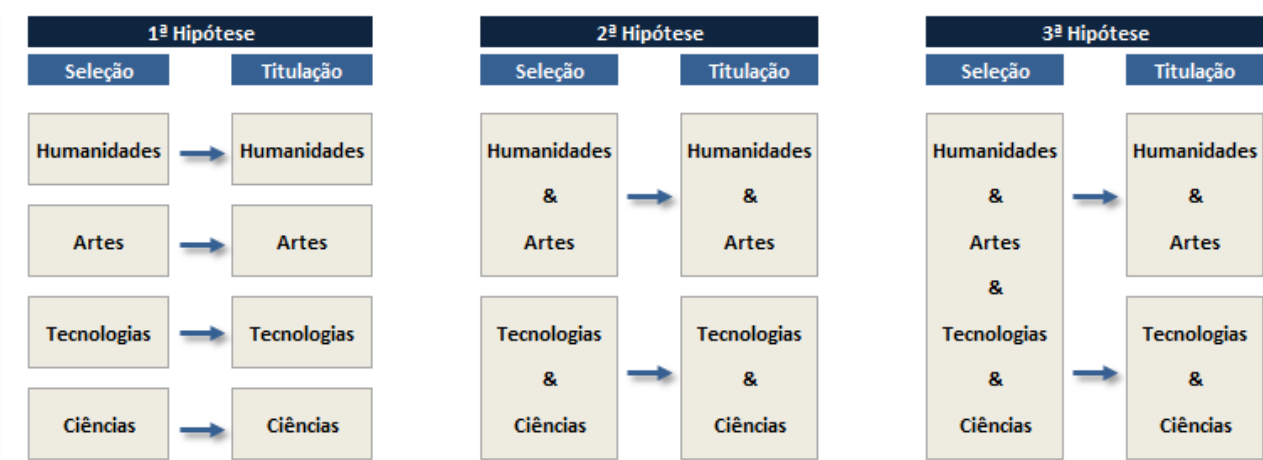 1ª Hipótese
Seleção
Titulação
Humanidades
Humanidades
Artes
Artes
Tecnologias
Tecnologias
Ciências
Ciências
2ª Hipótese
Seleção
Titulação
Humanidades
&
Artes
Humanidades
&
Artes
Tecnologias
&
Ciências
Tecnologias
&
Ciências
3ª Hipótese
Seleção
Titulação
Humanidades
&
Artes
&
Tecnologias
&
Ciências
Humanidades
&
Artes
Tecnologias
&
Ciências